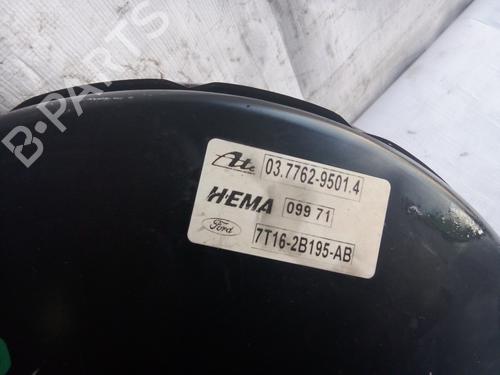 B-PARTS
Ate 03.7762-9501.4
HEMA 099 71
Ford 7T16-2B195-AB